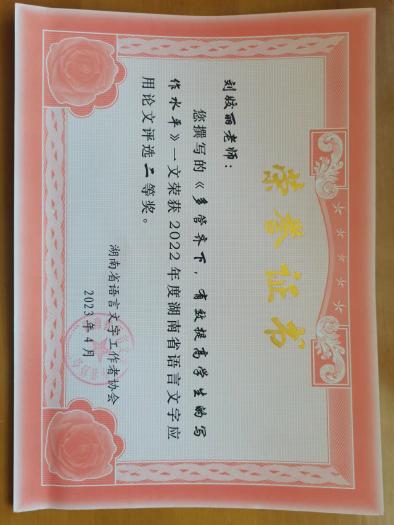 荣誉证书
刘姣丽老师：
您撰写的《多管齐下，有效提高学生的写
作水平》一文荣获2022年度湖南省语言文字应
用论文评选二等奖。
湖南省语言文字工作者协会
2023年4月